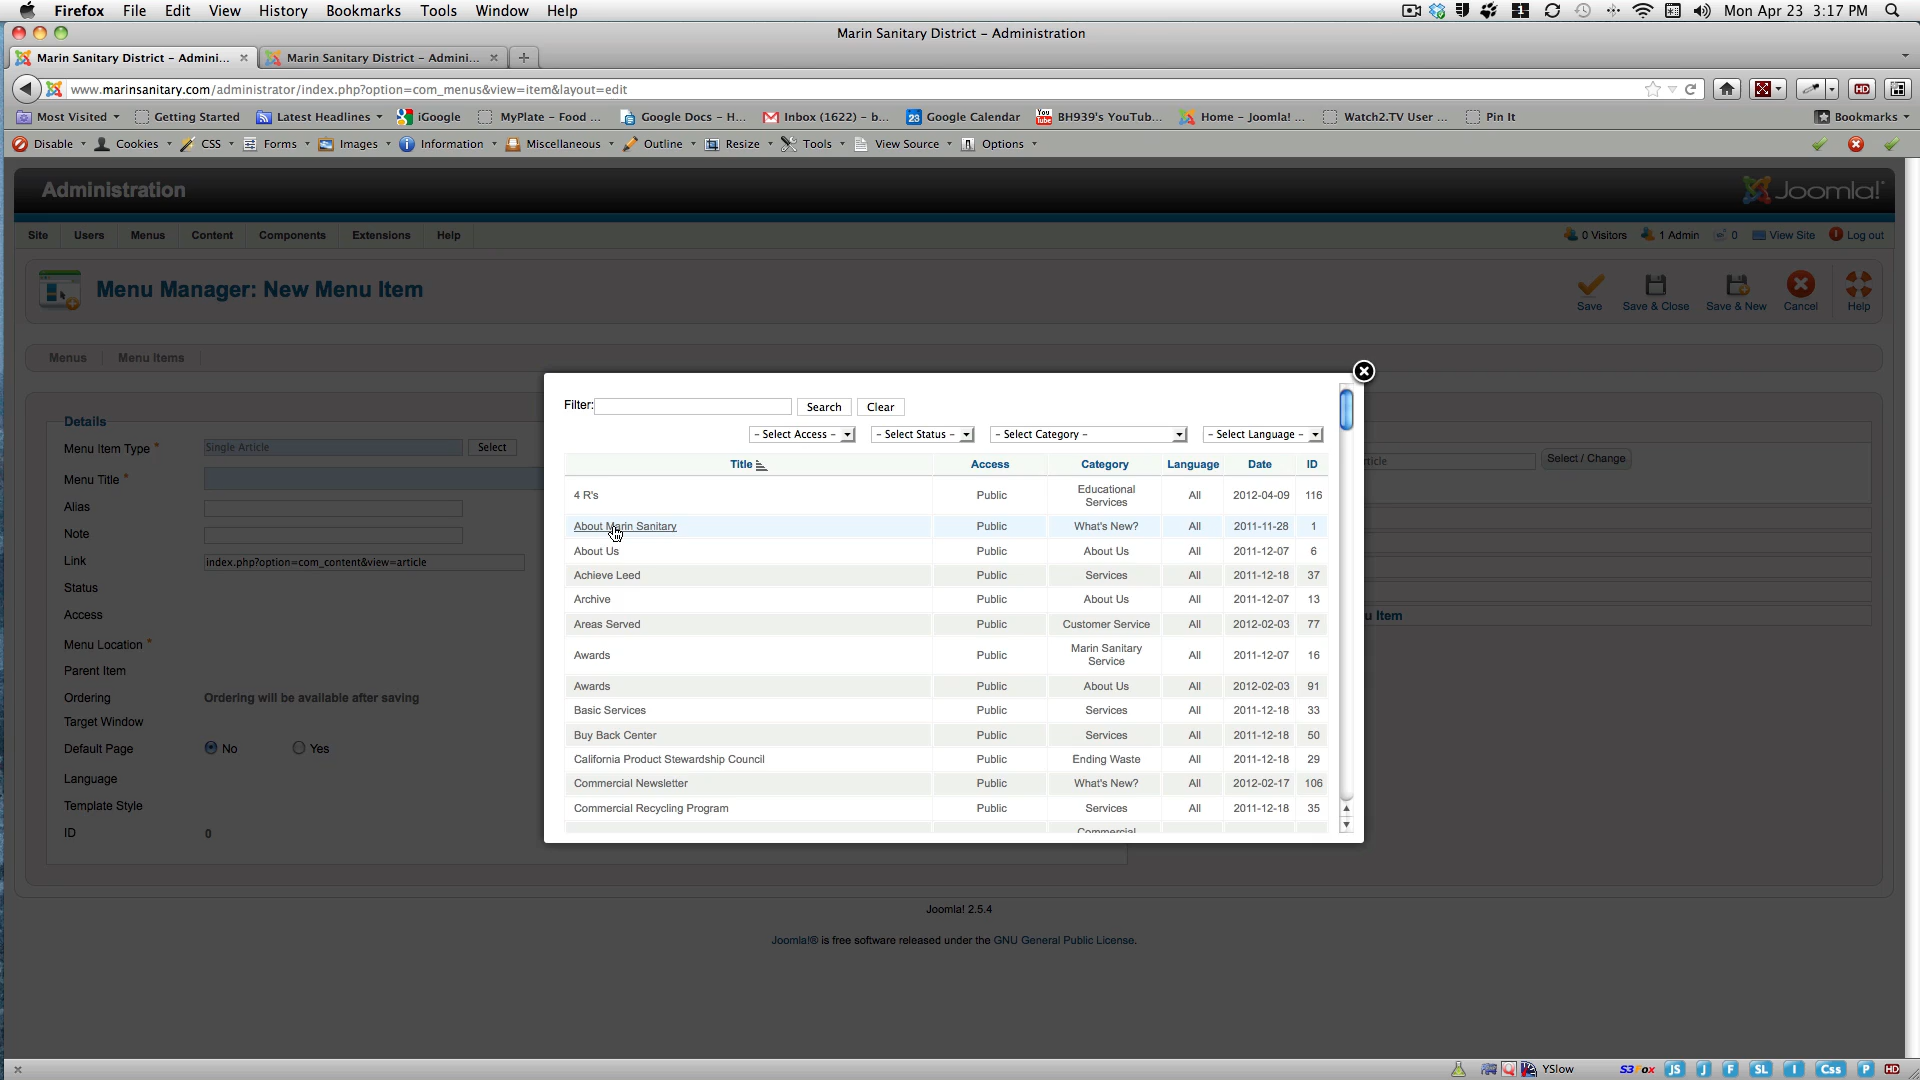 Firefox File Edit View History Bookmarks Tools Window Help Mon Apr 23 3:17 PM
Marin Sanitary District – Administration
Marin Sanitary District – Admini... Marin Sanitary District – Admini...
www.marinsanitary.com/administrator/index.php?option=com_menus&view=item&layout=edit
Most Visited Getting Started Latest Headlines iGoogle MyPlate – Food ... Google Docs – H... Inbox (1622) – b... 23 Google Calendar You Tube BH939's YouTub... Home – Joomla! ... Watch2.TV User ... Pin It Bookmarks
Disable Cookies CSS Forms Images Information Miscellaneous Outline Resize Tools View Source Options
Administration Joomla!
Site Users Menus Content Components Extensions Help 0 Visitors 1 Admin 0 View Site Log out
Menu Manager: New Menu Item Save Save & Close Save & New Cancel Help
Menus Menu Items
Filter: Search Clear
Details
– Select Access – – Select Status – – Select Category – – Select Language –
Menu Item Type * Single Article Select
Select / Change
Title Access Category Language Date ID
Menu Title *
4 R's Public Educational Services All 2012-04-09 116
Alias
About Marin Sanitary Public What's New? All 2011-11-28 1
Note
About Us Public About Us All 2011-12-07 6
Link index.php?option=com_content&view=article
Achieve Leed Public Services All 2011-12-18 37
Status
Archive Public About Us All 2011-12-07 13
Access
Areas Served Public Customer Service All 2012-02-03 77
Menu Location *
Awards Public Marin Sanitary Service All 2011-12-07 16
Parent Item
Awards Public About Us All 2012-02-03 91
Ordering Ordering will be available after saving
Basic Services Public Services All 2011-12-18 33
Target Window
Buy Back Center Public Services All 2011-12-18 50
Default Page No Yes
California Product Stewardship Council Public Ending Waste All 2011-12-18 29
Language
Commercial Newsletter Public What's New? All 2012-02-17 106
Template Style
Commercial Recycling Program Public Services All 2011-12-18 35
ID 0
Commercial
Joomla! 2.5.4
Joomla!® is free software released under the GNU General Public License.
YSlow S3Fox JS J F SL I Css P HD